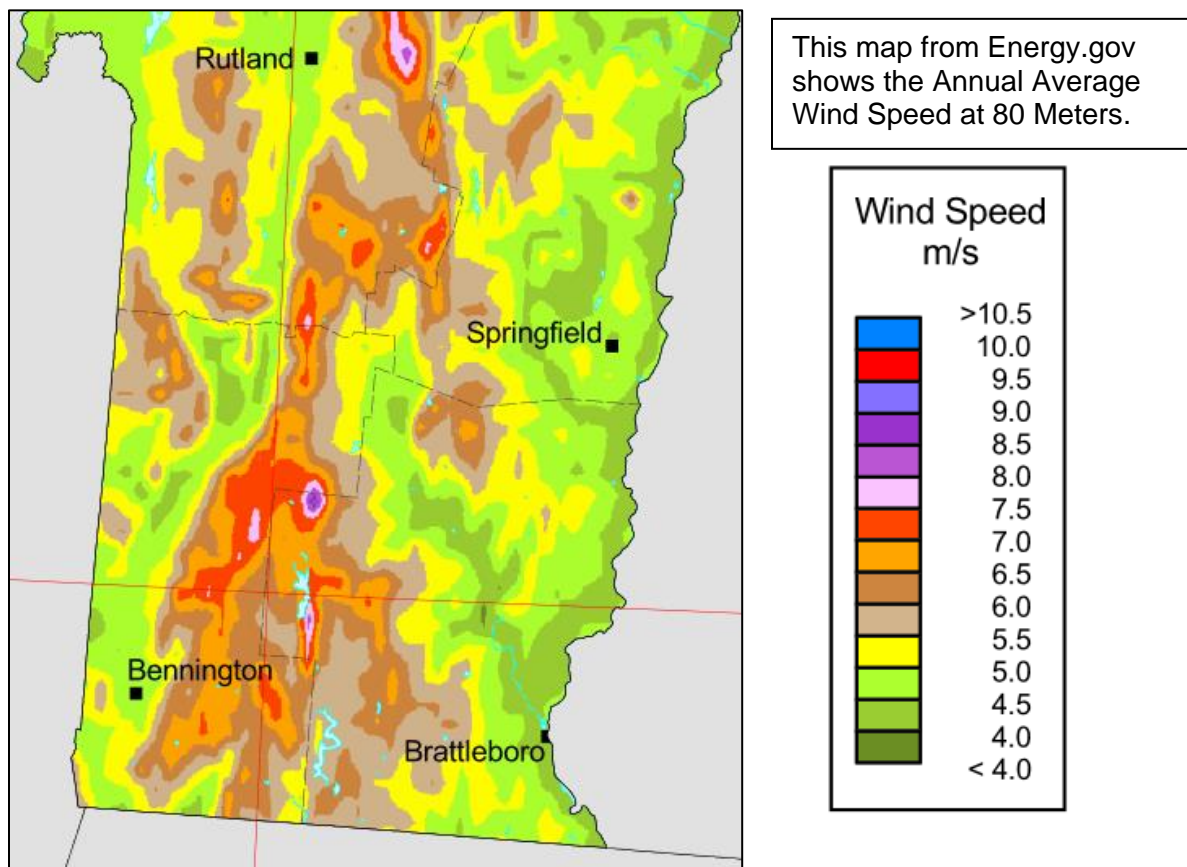 Rutland
Springfield
Bennington
Brattleboro
This map from Energy.gov
shows the Annual Average
Wind Speed at 80 Meters.
Wind Speed
m/s
>10.5
10.0
9.5
9.0
8.5
8.0
7.5
7.0
6.5
6.0
5.5
5.0
4.5
4.0
< 4.0